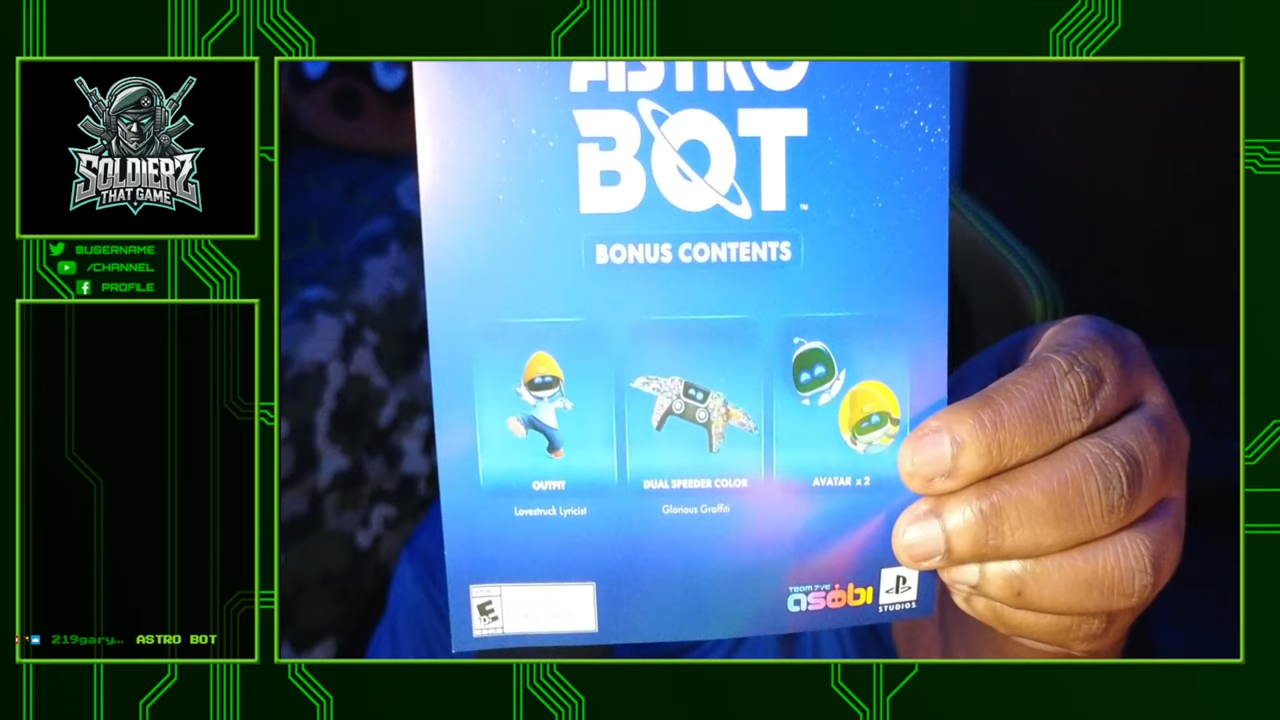 SOLDIERZ
THAT GAME
@USERNAME
/CHANNEL
PROFILE
219gary... ASTRO BOT
ASTRO
BOT
TM
BONUS CONTENTS
OUTFIT
Lovestruck Lyricist
DUAL SPEEDER COLOR
Glorious Graffiti
AVATAR x 2
E
TEAM
asobi
STUDIOS